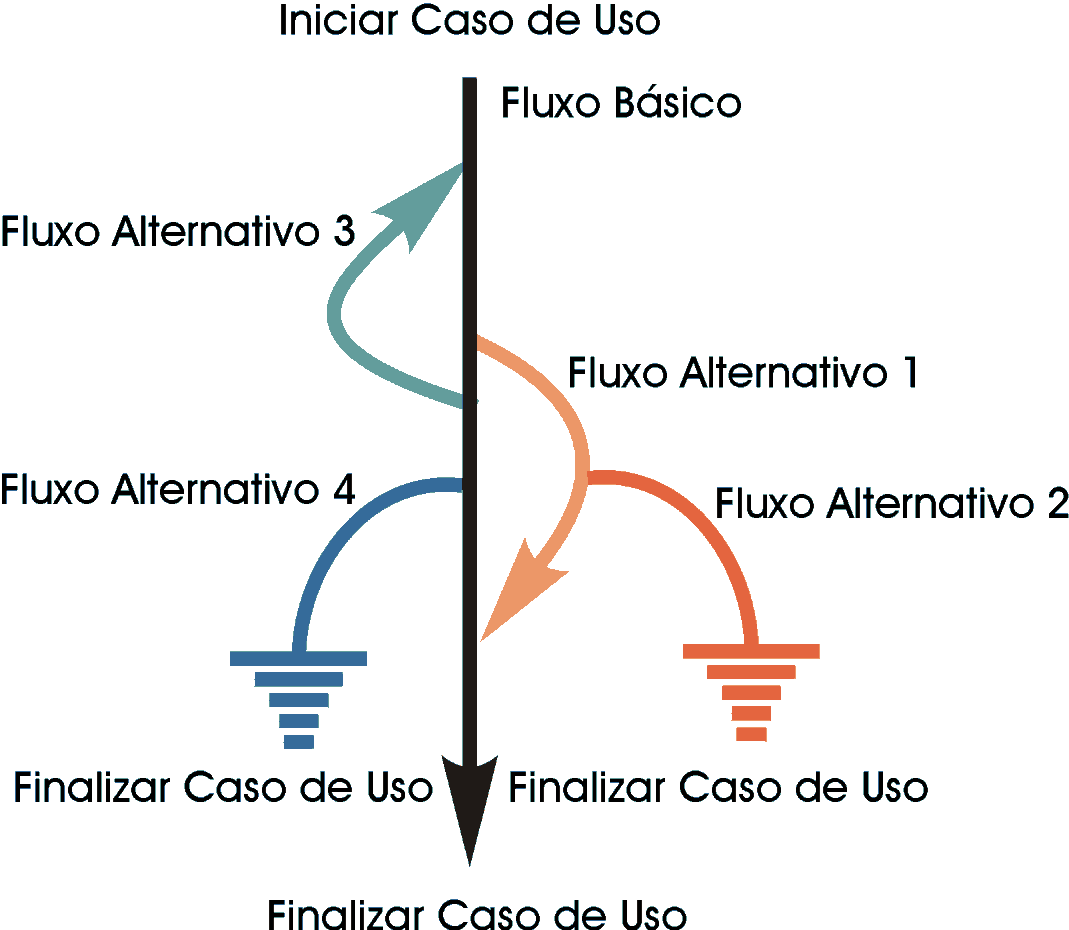 Iniciar Caso de Uso
Fluxo Básico
Fluxo Alternativo 3
Fluxo Alternativo 1
Fluxo Alternativo 4
Fluxo Alternativo 2
Finalizar Caso de Uso
Finalizar Caso de Uso
Finalizar Caso de Uso